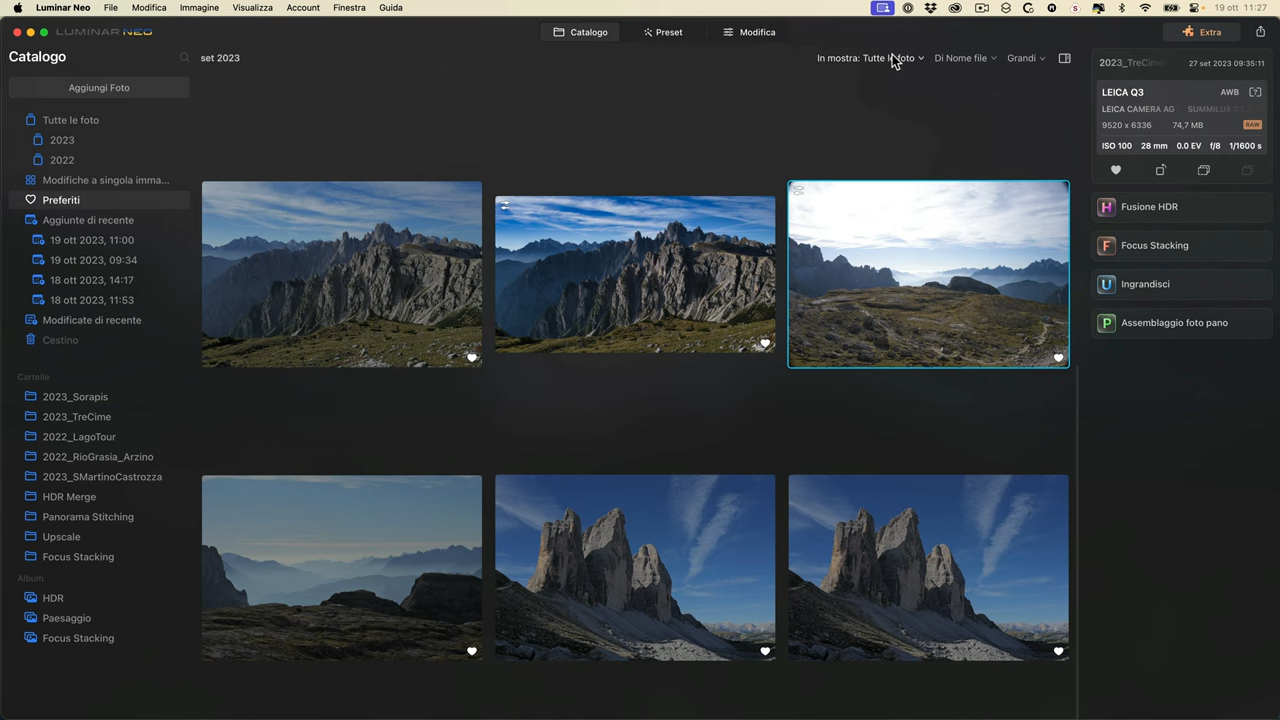 Luminar Neo File Modifica Immagine Visualizza Account Finestra Guida 19 ott 11:27
LUMINAR NEO Catalogo Preset Modifica Extra
Catalogo
set 2023
In mostra: Tutte le foto Di Nome file Grandi
Aggiungi Foto
Tutte le foto
2023
2022
Modifiche a singola imma...
Preferiti
Aggiunte di recente
19 ott 2023, 11:00
19 ott 2023, 09:34
18 ott 2023, 14:17
18 ott 2023, 11:53
Modificate di recente
Cestino
Cartelle
2023_Sorapis
2023_TreCime
2022_LagoTour
2022_RioGrasia_Arzino
2023_SMartinoCastrozza
HDR Merge
Panorama Stitching
Upscale
Focus Stacking
Album
HDR
Paesaggio
Focus Stacking
2023_TreCime 27 set 2023 09:35:11
LEICA Q3 AWB
LEICA CAMERA AG SUMMILUX
9520 x 6336 74,7 MB RAW
ISO 100 28 mm 0.0 EV f/8 1/1600 s
H Fusione HDR
F Focus Stacking
U Ingrandisci
P Assemblaggio foto pano